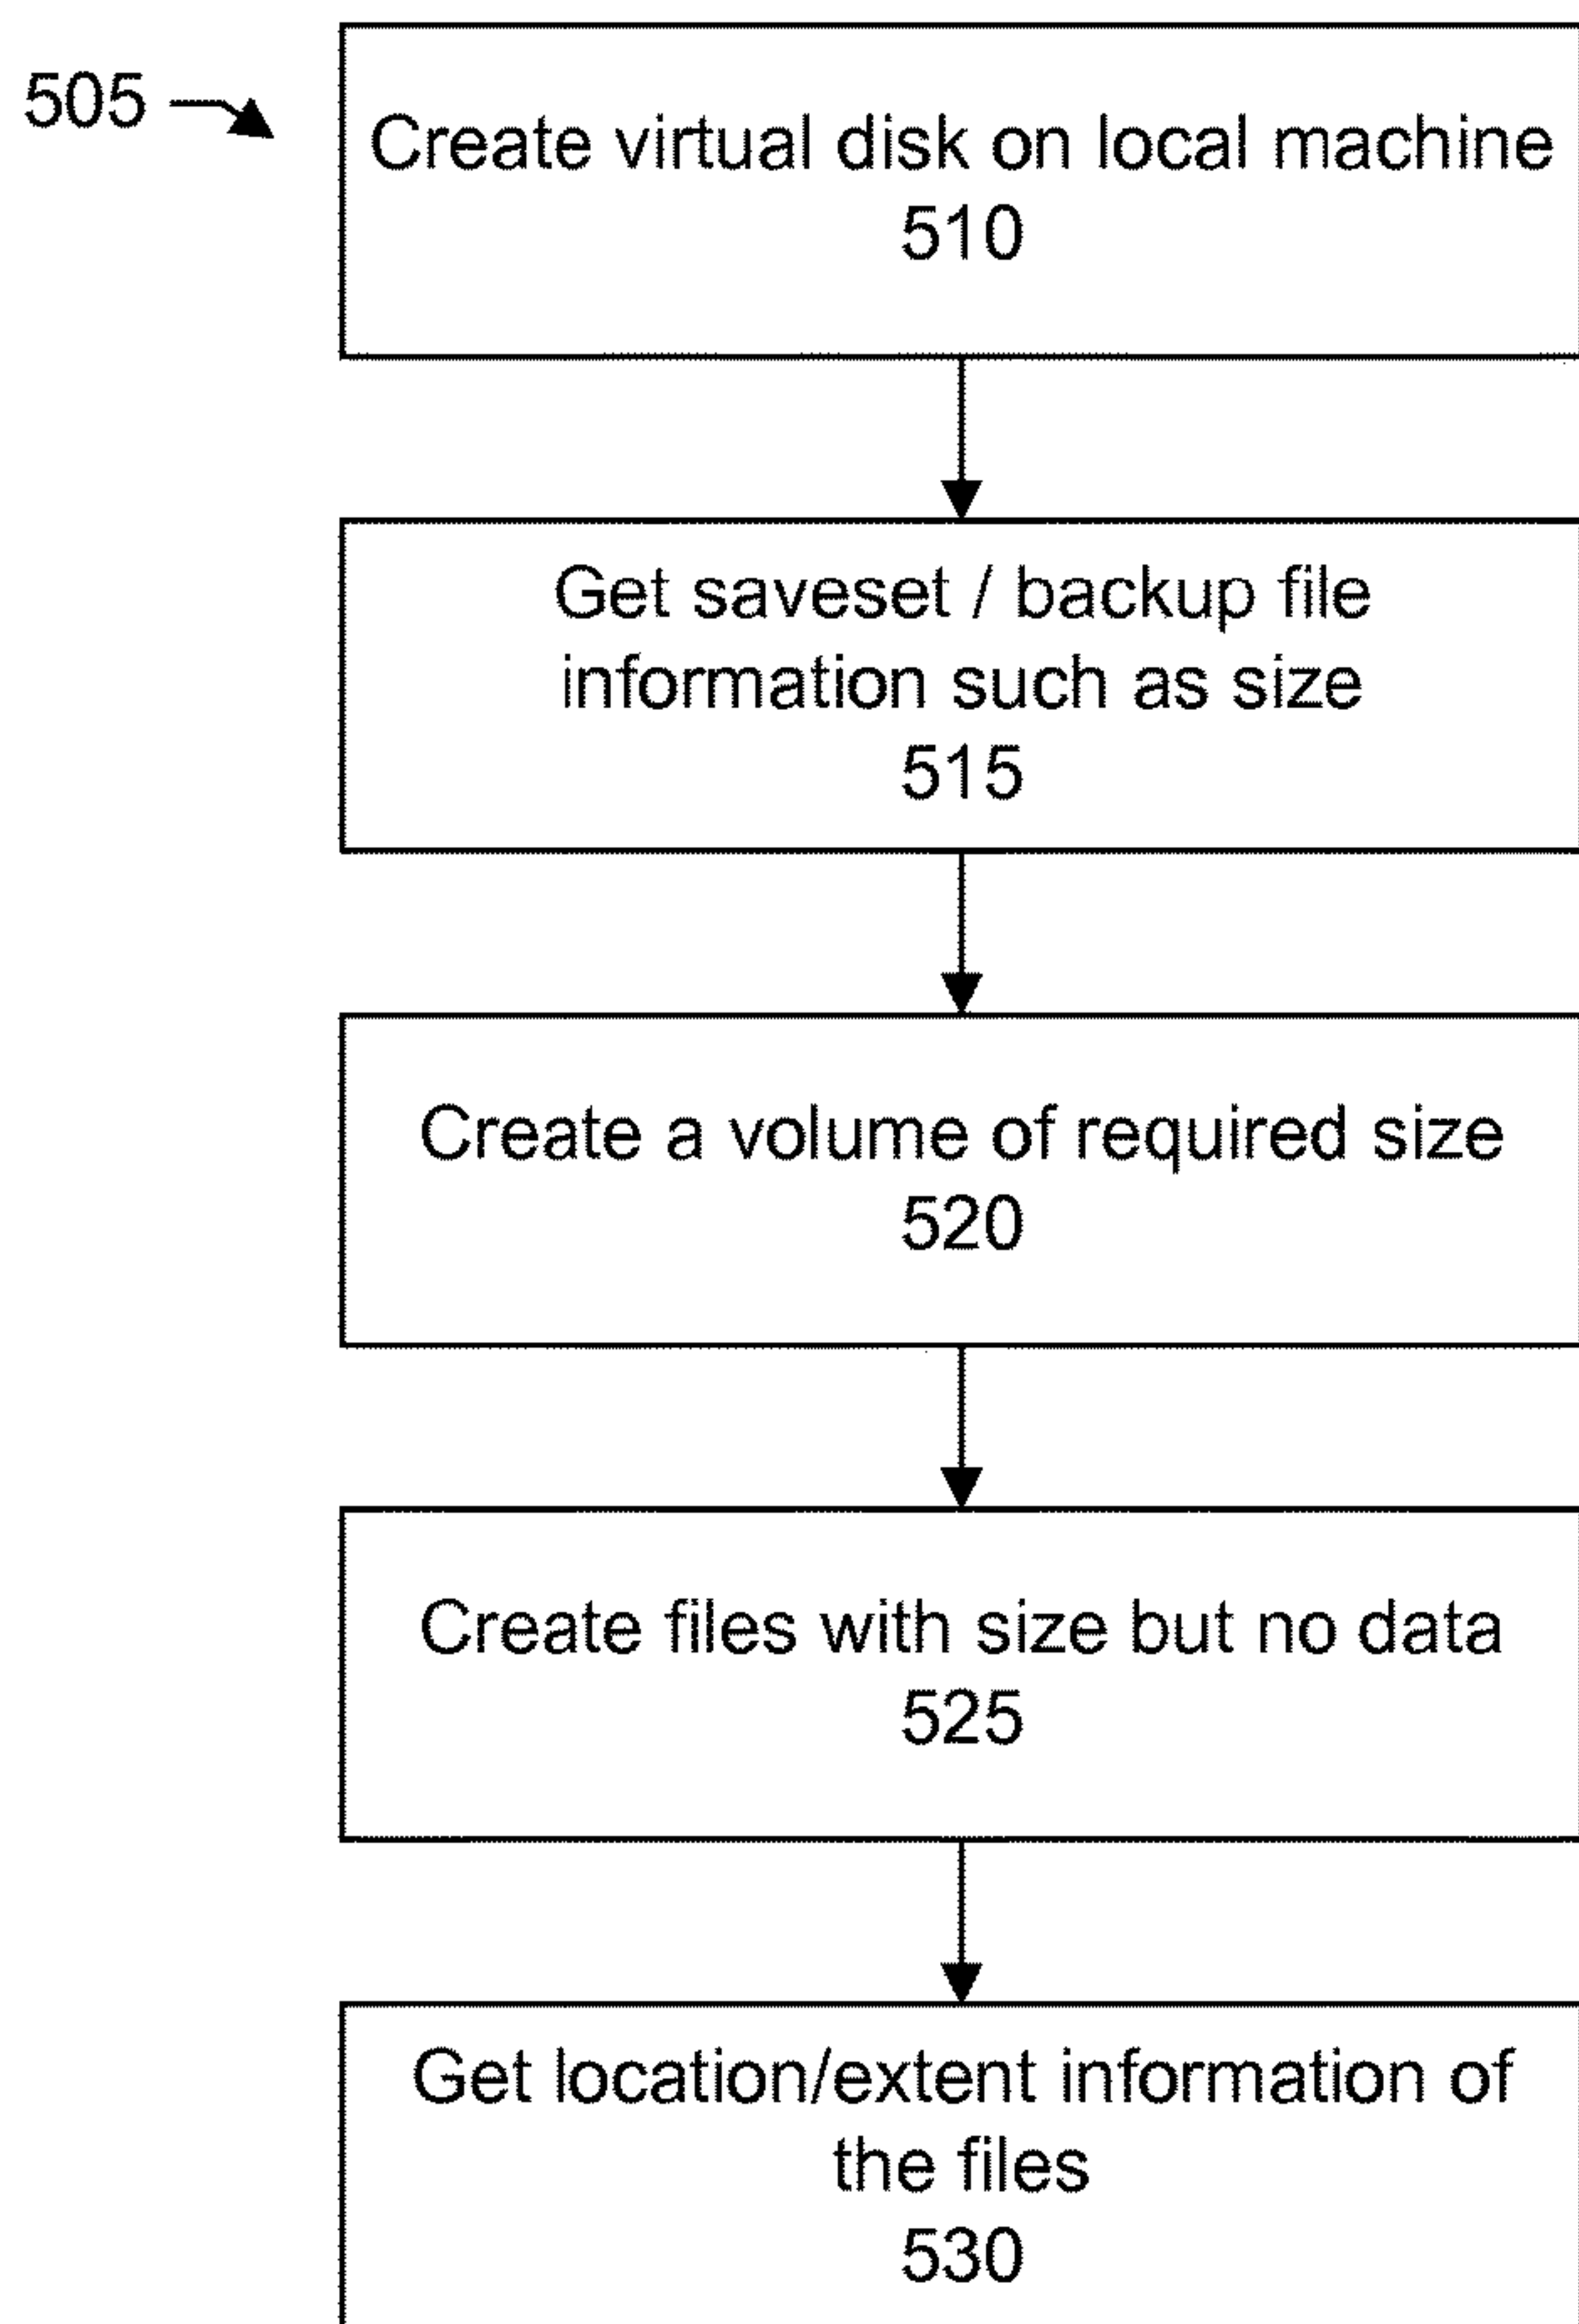 505
Create virtual disk on local machine
510
Get saveset / backup file
information such as size
515
Create a volume of required size
520
Create files with size but no data
525
Get location/extent information of
the files
530